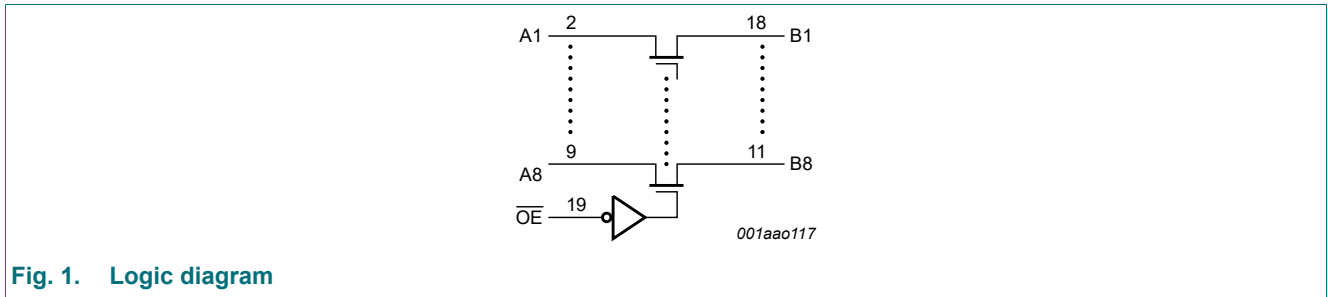 A1 2 18 B1
A8 9 11 B8
OE 19
001aao117
Fig. 1. Logic diagram